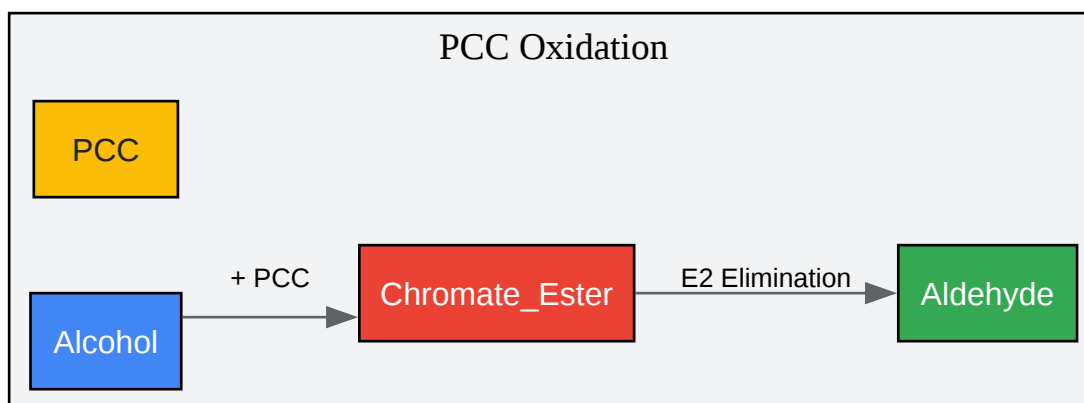 PCC Oxidation
PCC
+ PCC
E2 Elimination
Chromate_Ester
Aldehyde
Alcohol